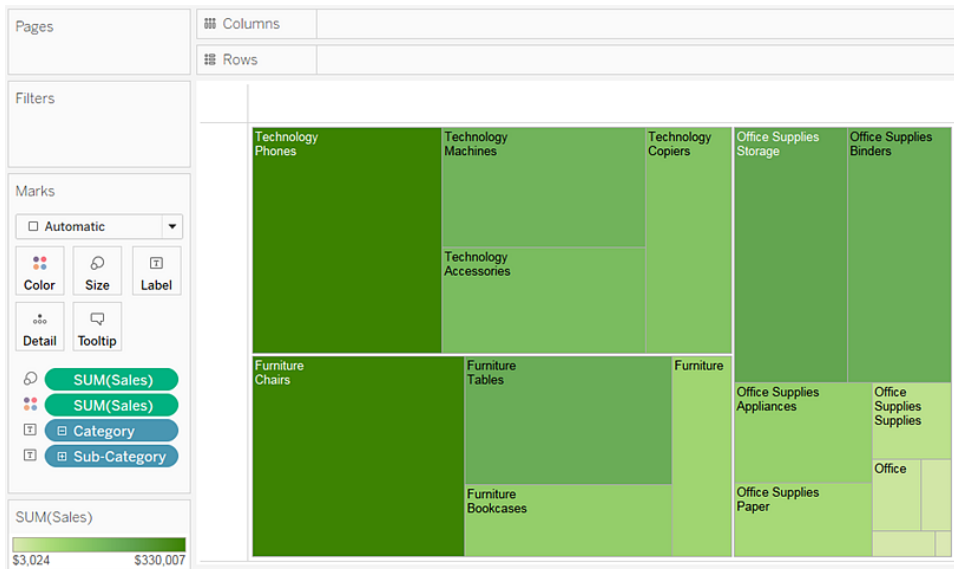 Pages
Columns
Rows
Filters
Marks
Automatic
Color
Size
Label
Detail
Tooltip
SUM(Sales)
SUM(Sales)
Category
Sub-Category
SUM(Sales)
$3,024
$330,007
Technology
Phones
Technology
Machines
Technology
Copiers
Technology
Accessories
Furniture
Chairs
Furniture
Tables
Furniture
Furniture
Bookcases
Office Supplies
Storage
Office Supplies
Binders
Office Supplies
Appliances
Office
Supplies
Supplies
Office
Office Supplies
Paper